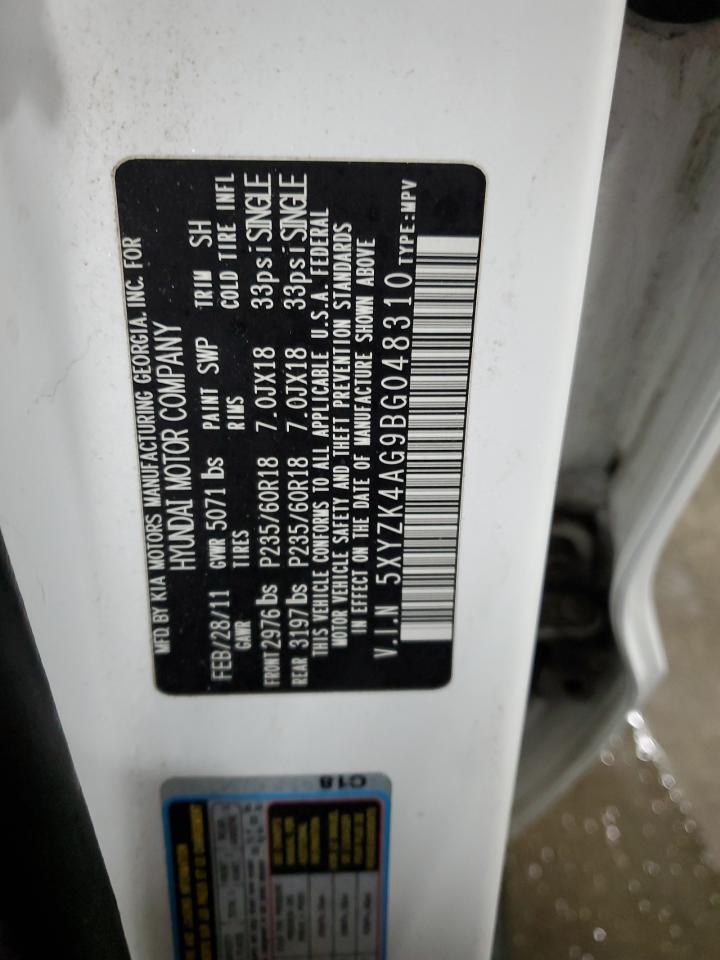 MFD. BY KIA MOTORS MANUFACTURING GEORGIA. INC. FOR
HYUNDAI MOTOR COMPANY
FEB/28/11 GVWR 5071 lbs PAINT SWP TRIM SH
GAWR TIRES RIMS COLD TIRE INFL
FRONT 2976 lbs P235/60R18 7.0JX18 33psi SINGLE
REAR 3197 lbs P235/60R18 7.0JX18 33psi SINGLE
THIS VEHICLE CONFORMS TO ALL APPLICABLE U.S.A. FEDERAL
MOTOR VEHICLE SAFETY AND THEFT PREVENTION STANDARDS
IN EFFECT ON THE DATE OF MANUFACTURE SHOWN ABOVE
V.I.N 5XYZK4AG9BG048310 TYPE:MPV
C18